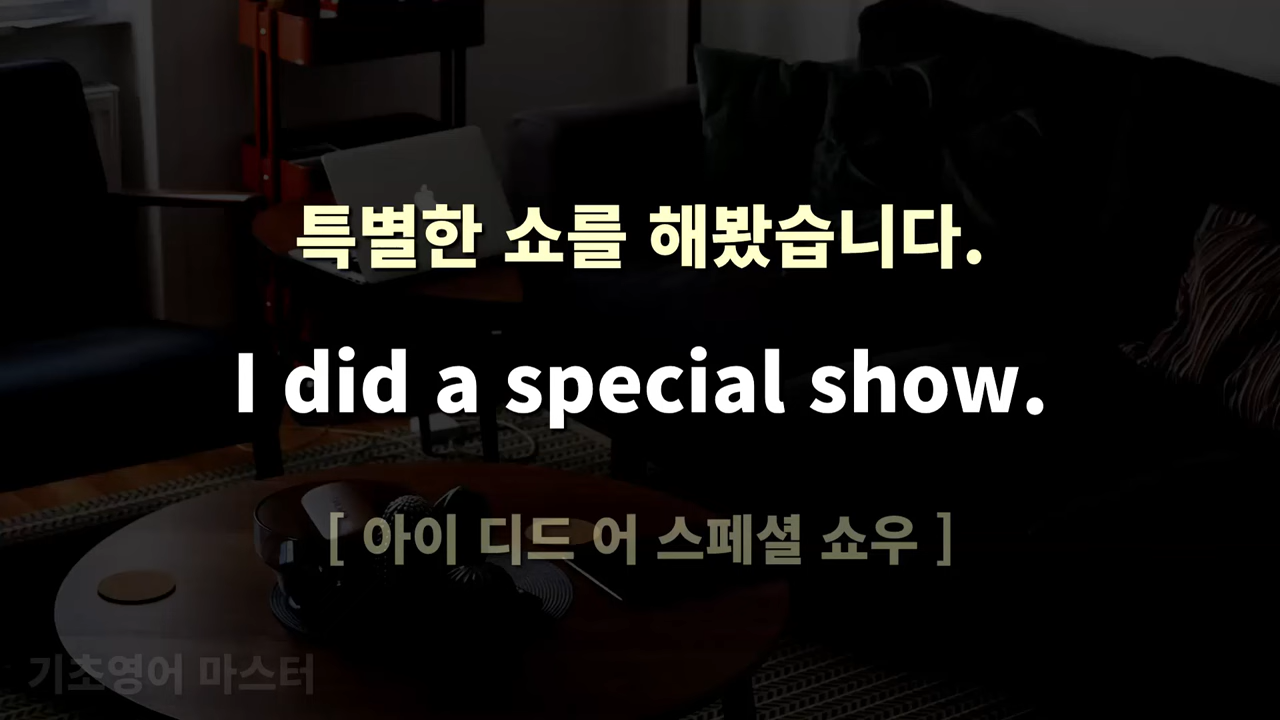 특별한 쇼를 해봤습니다.
I did a special show.
[ 아이 디드 어 스페셜 쇼우 ]
기초영어 마스터